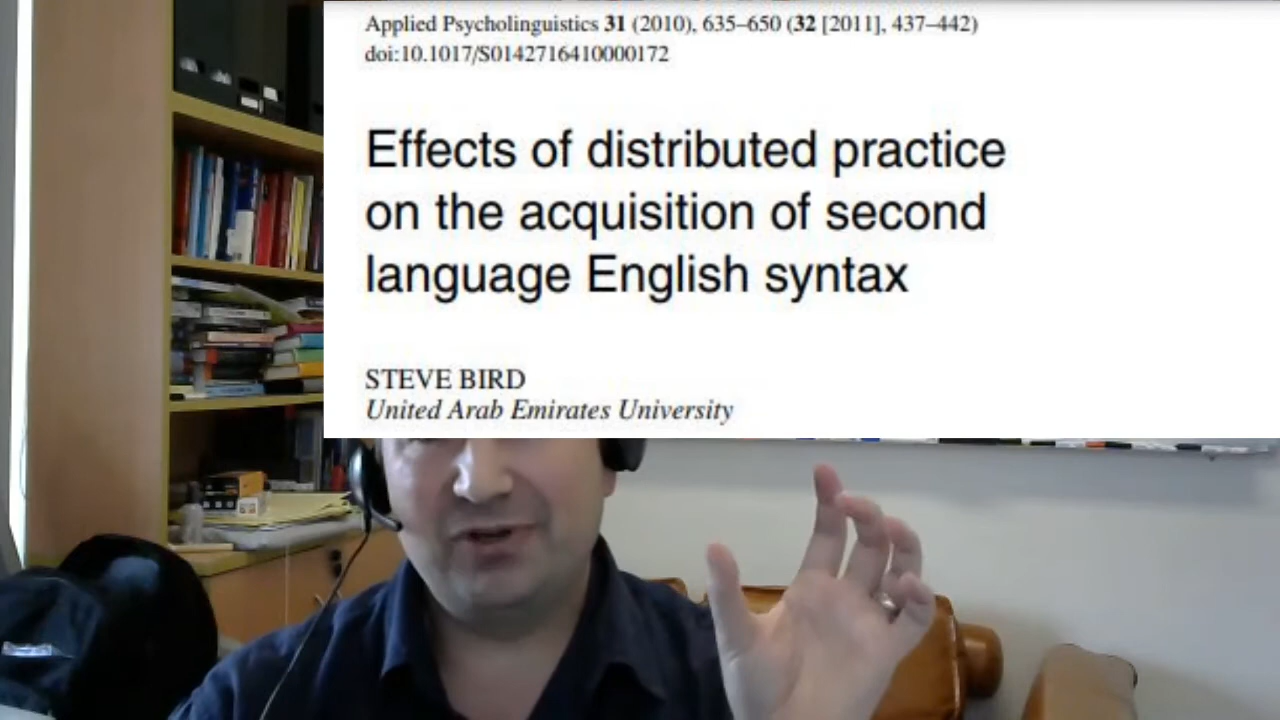 Applied Psycholinguistics 31 (2010), 635–650 (32 [2011], 437–442)
doi:10.1017/S0142716410000172
Effects of distributed practice
on the acquisition of second
language English syntax
STEVE BIRD
United Arab Emirates University